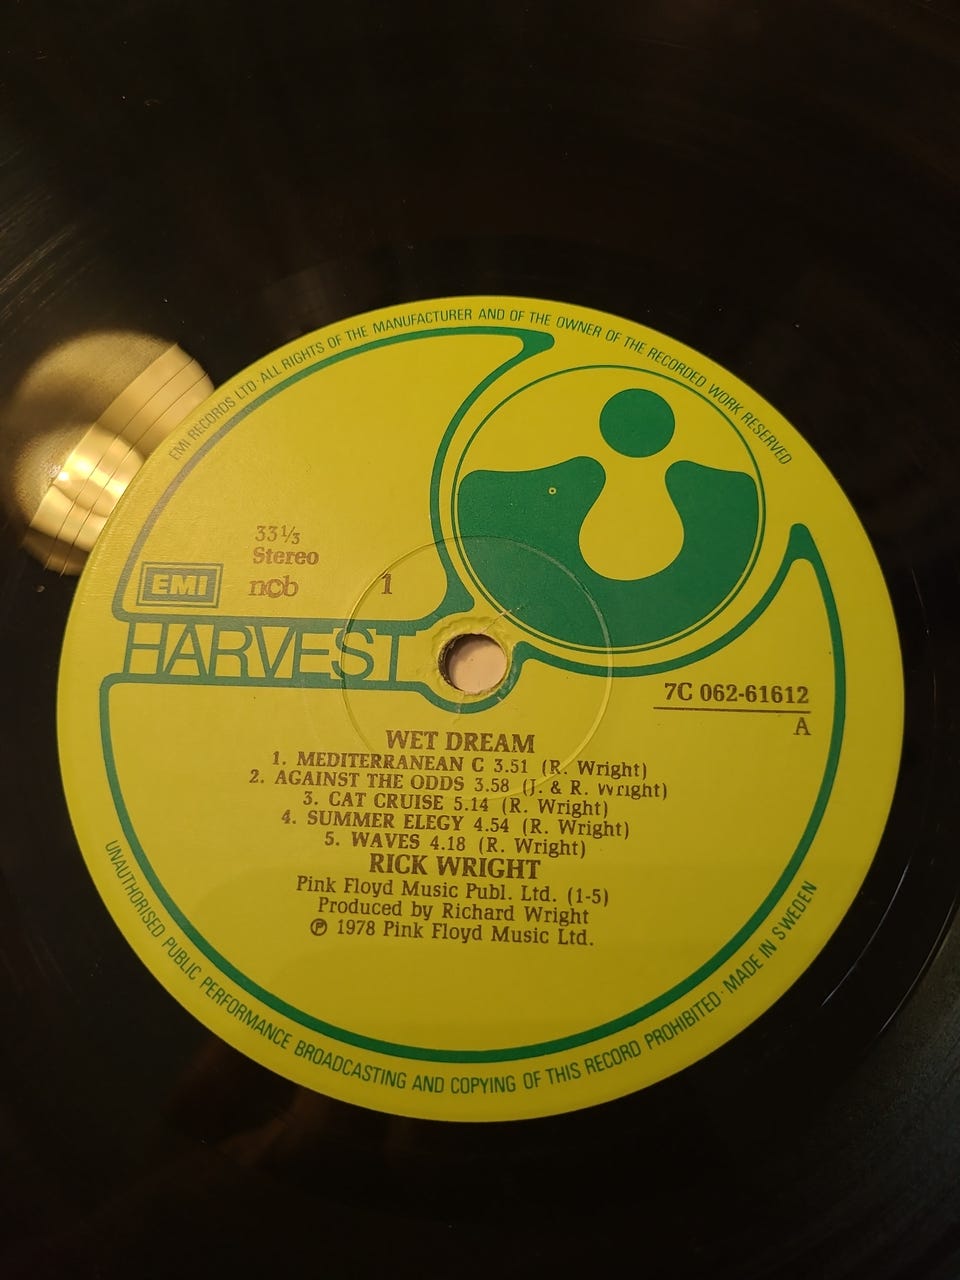 EMI RECORDS LTD · ALL RIGHTS OF THE MANUFACTURER AND OF THE OWNER OF THE RECORDED WORK RESERVED
33⅓
Stereo
EMI
ncb
1
HARVEST
7C 062-61612
A
WET DREAM
1. MEDITERRANEAN C 3.51 (R. Wright)
2. AGAINST THE ODDS 3.58 (J. & R. Wright)
3. CAT CRUISE 5.14 (R. Wright)
4. SUMMER ELEGY 4.54 (R. Wright)
5. WAVES 4.18 (R. Wright)
RICK WRIGHT
Pink Floyd Music Publ. Ltd. (1-5)
Produced by Richard Wright
℗ 1978 Pink Floyd Music Ltd.
UNAUTHORISED PUBLIC PERFORMANCE BROADCASTING AND COPYING OF THIS RECORD PROHIBITED · MADE IN SWEDEN